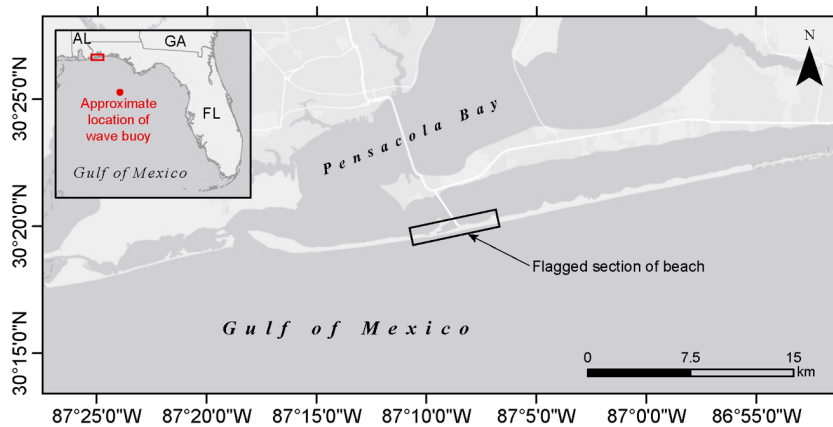 AL
GA
FL
Approximate
location of
wave buoy
Gulf of Mexico
N
Pensacola Bay
Flagged section of beach
Gulf of Mexico
0 7.5 15
km
30°25'0"N
30°20'0"N
30°15'0"N
87°25'0"W 87°20'0"W 87°15'0"W 87°10'0"W 87°5'0"W 87°0'0"W 86°55'0"W